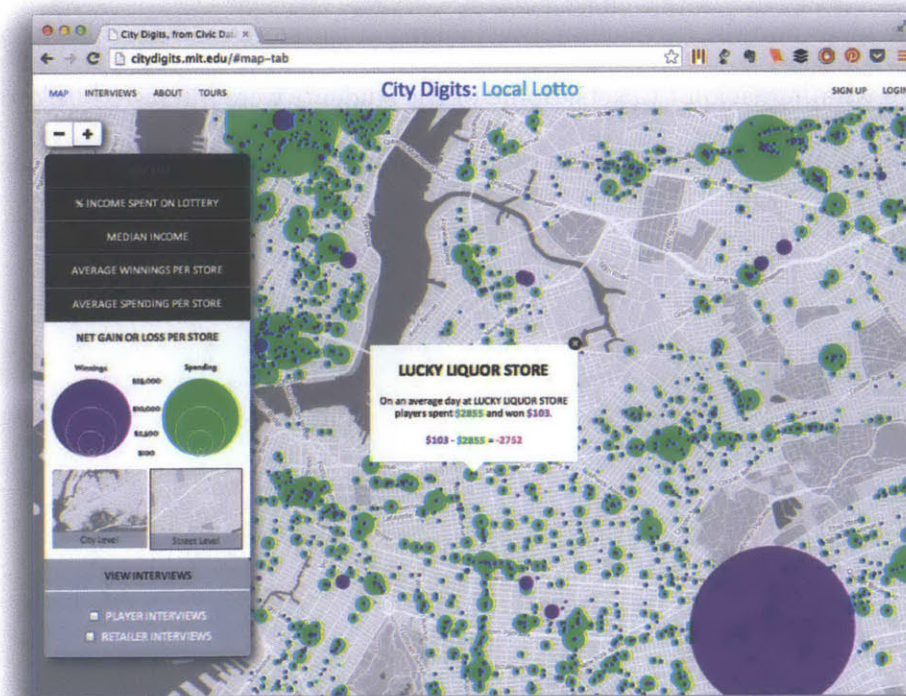 City Digits, from Civic Dat
citydigits.mit.edu/#map-tab
MAP INTERVIEWS ABOUT TOURS
City Digits: Local Lotto
SIGN UP LOGIN
− +
% INCOME SPENT ON LOTTERY
MEDIAN INCOME
AVERAGE WINNINGS PER STORE
AVERAGE SPENDING PER STORE
NET GAIN OR LOSS PER STORE
Winnings Spending
$10,000
$100
City Level Street Level
VIEW INTERVIEWS
PLAYER INTERVIEWS
RETAILER INTERVIEWS
LUCKY LIQUOR STORE
On an average day at LUCKY LIQUOR STORE
players spent $2855 and won $103.
$103 - $2855 = -2752